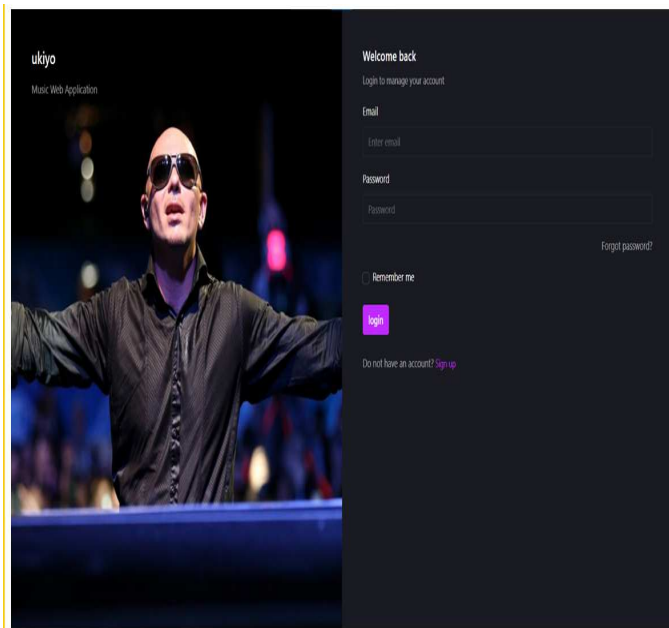 ukiyo
Music Web Application
Welcome back
Login to manage your account
Email
Enter email
Password
Password
Forgot password?
Remember me
login
Do not have an account? Sign up